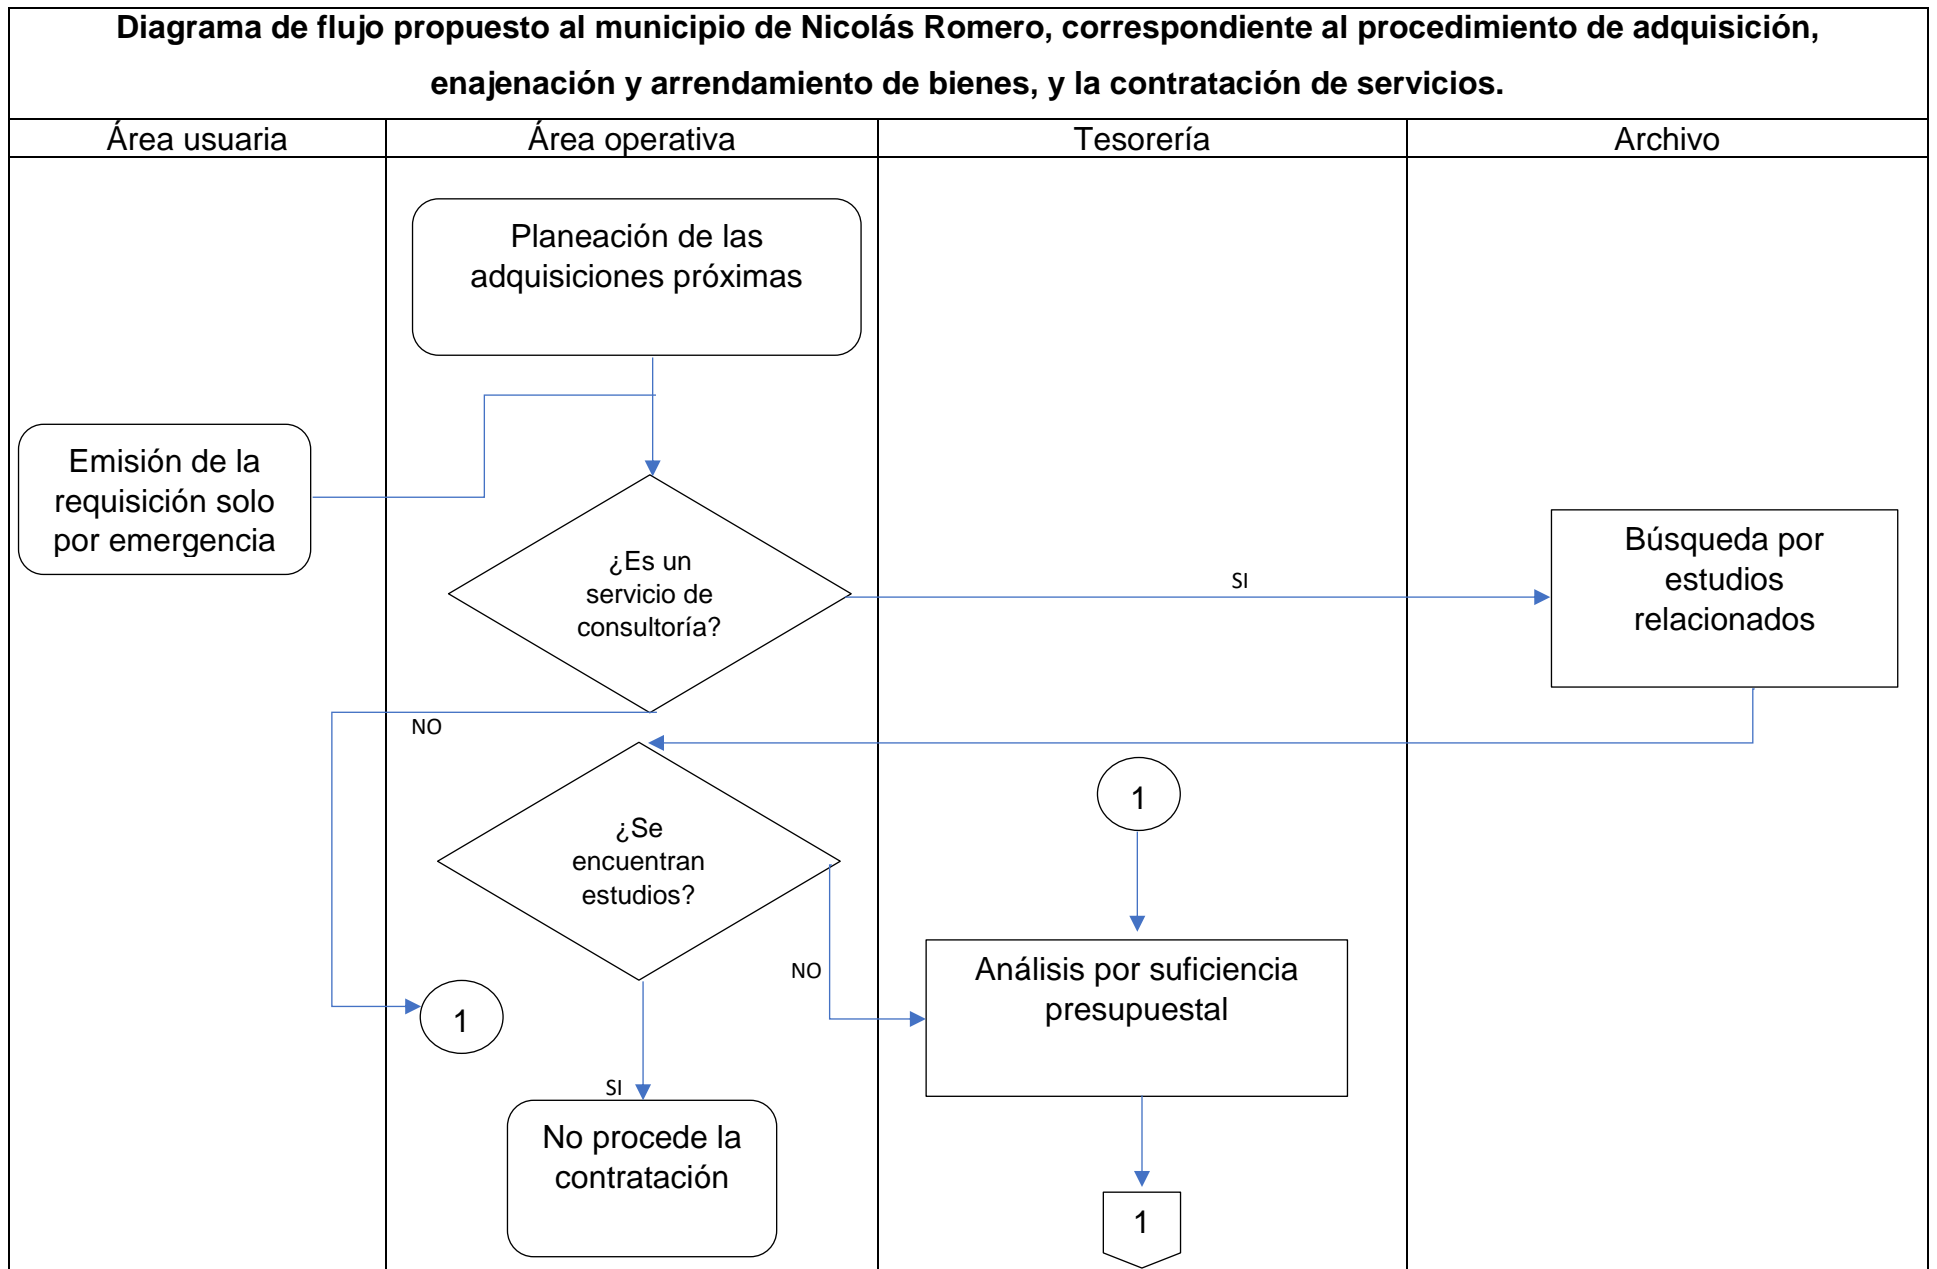 Diagrama de flujo propuesto al municipio de Nicolás Romero, correspondiente al procedimiento de adquisición,
enajenación y arrendamiento de bienes, y la contratación de servicios.
Área usuaria
Área operativa
Tesorería
Archivo
Planeación de las
adquisiciones próximas
Emisión de la
requisición solo
por emergencia
¿Es un
servicio de
consultoría?
SI
Búsqueda por
estudios
relacionados
NO
¿Se
encuentran
estudios?
1
NO
Análisis por suficiencia
presupuestal
1
SI
No procede la
contratación
1